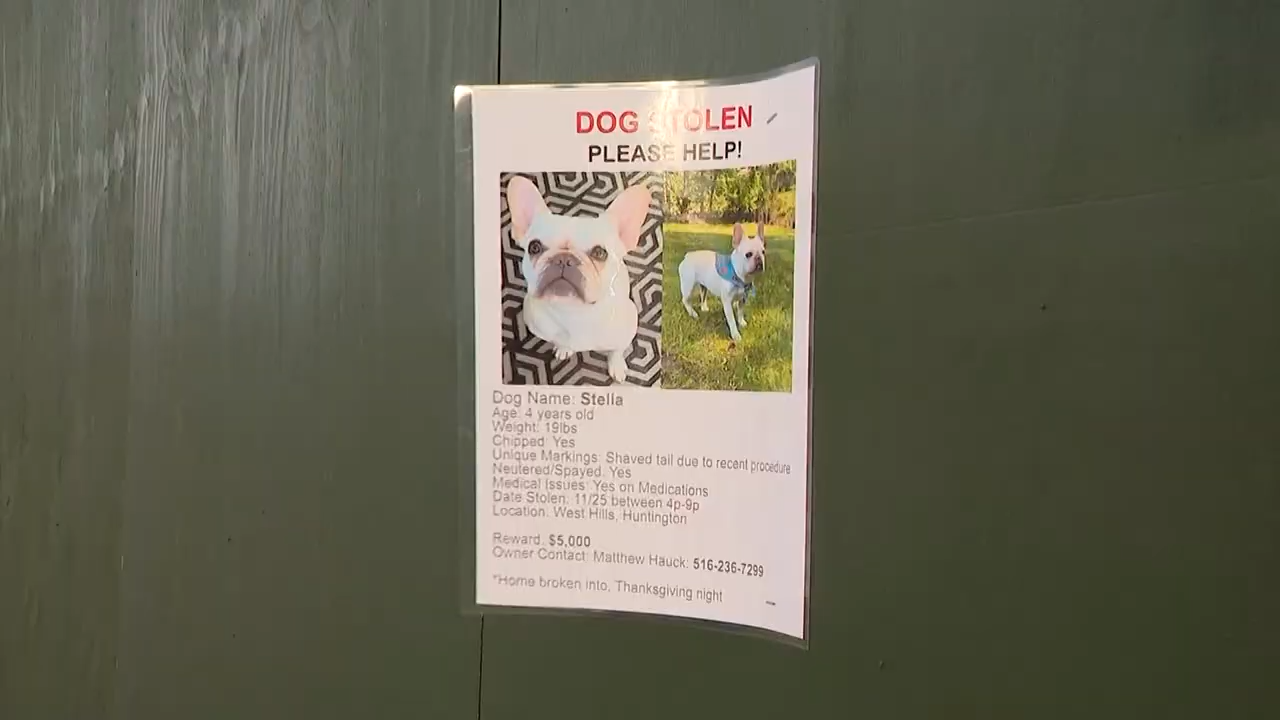 DOG STOLEN
PLEASE HELP!
Dog Name: Stella
Age: 4 years old
Weight: 19lbs
Chipped: Yes
Unique Markings: Shaved tail due to recent procedure
Neutered/Spayed: Yes
Medical Issues: Yes on Medications
Date Stolen: 11/25 between 4p-9p
Location: West Hills, Huntington
Reward: $5,000
Owner Contact: Matthew Hauck: 516-236-7299
*Home broken into, Thanksgiving night